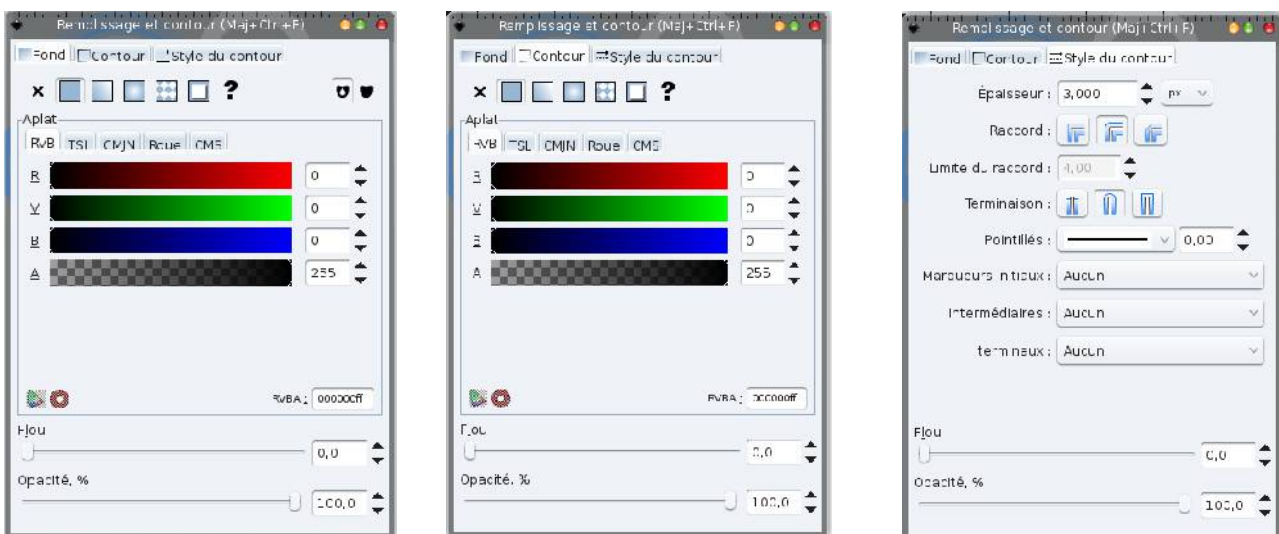 Remplissage et contour (Maj+Ctrl+F)
Fond Contour Style du contour
Aplat
RVB TSL CMJN Roue CMS
R 0
V 0
B 0
A 255
RVBA : 000000ff
Flou
0,0
Opacité, %
100,0
Remplissage et contour (Maj+Ctrl+F)
Fond Contour Style du contour
Aplat
RVB TSL CMJN Roue CMS
R 0
V 0
B 0
A 255
RVBA : 000000ff
Flou
0,0
Opacité, %
100,0
Remplissage et contour (Maj+Ctrl+F)
Fond Contour Style du contour
Épaisseur : 3,000 px
Raccord :
Limite du raccord : 4,00
Terminaison :
Pointillés : 0,00
Marqueurs initiaux : Aucun
Intermédiaires : Aucun
terminaux : Aucun
Flou
0,0
Opacité, %
100,0